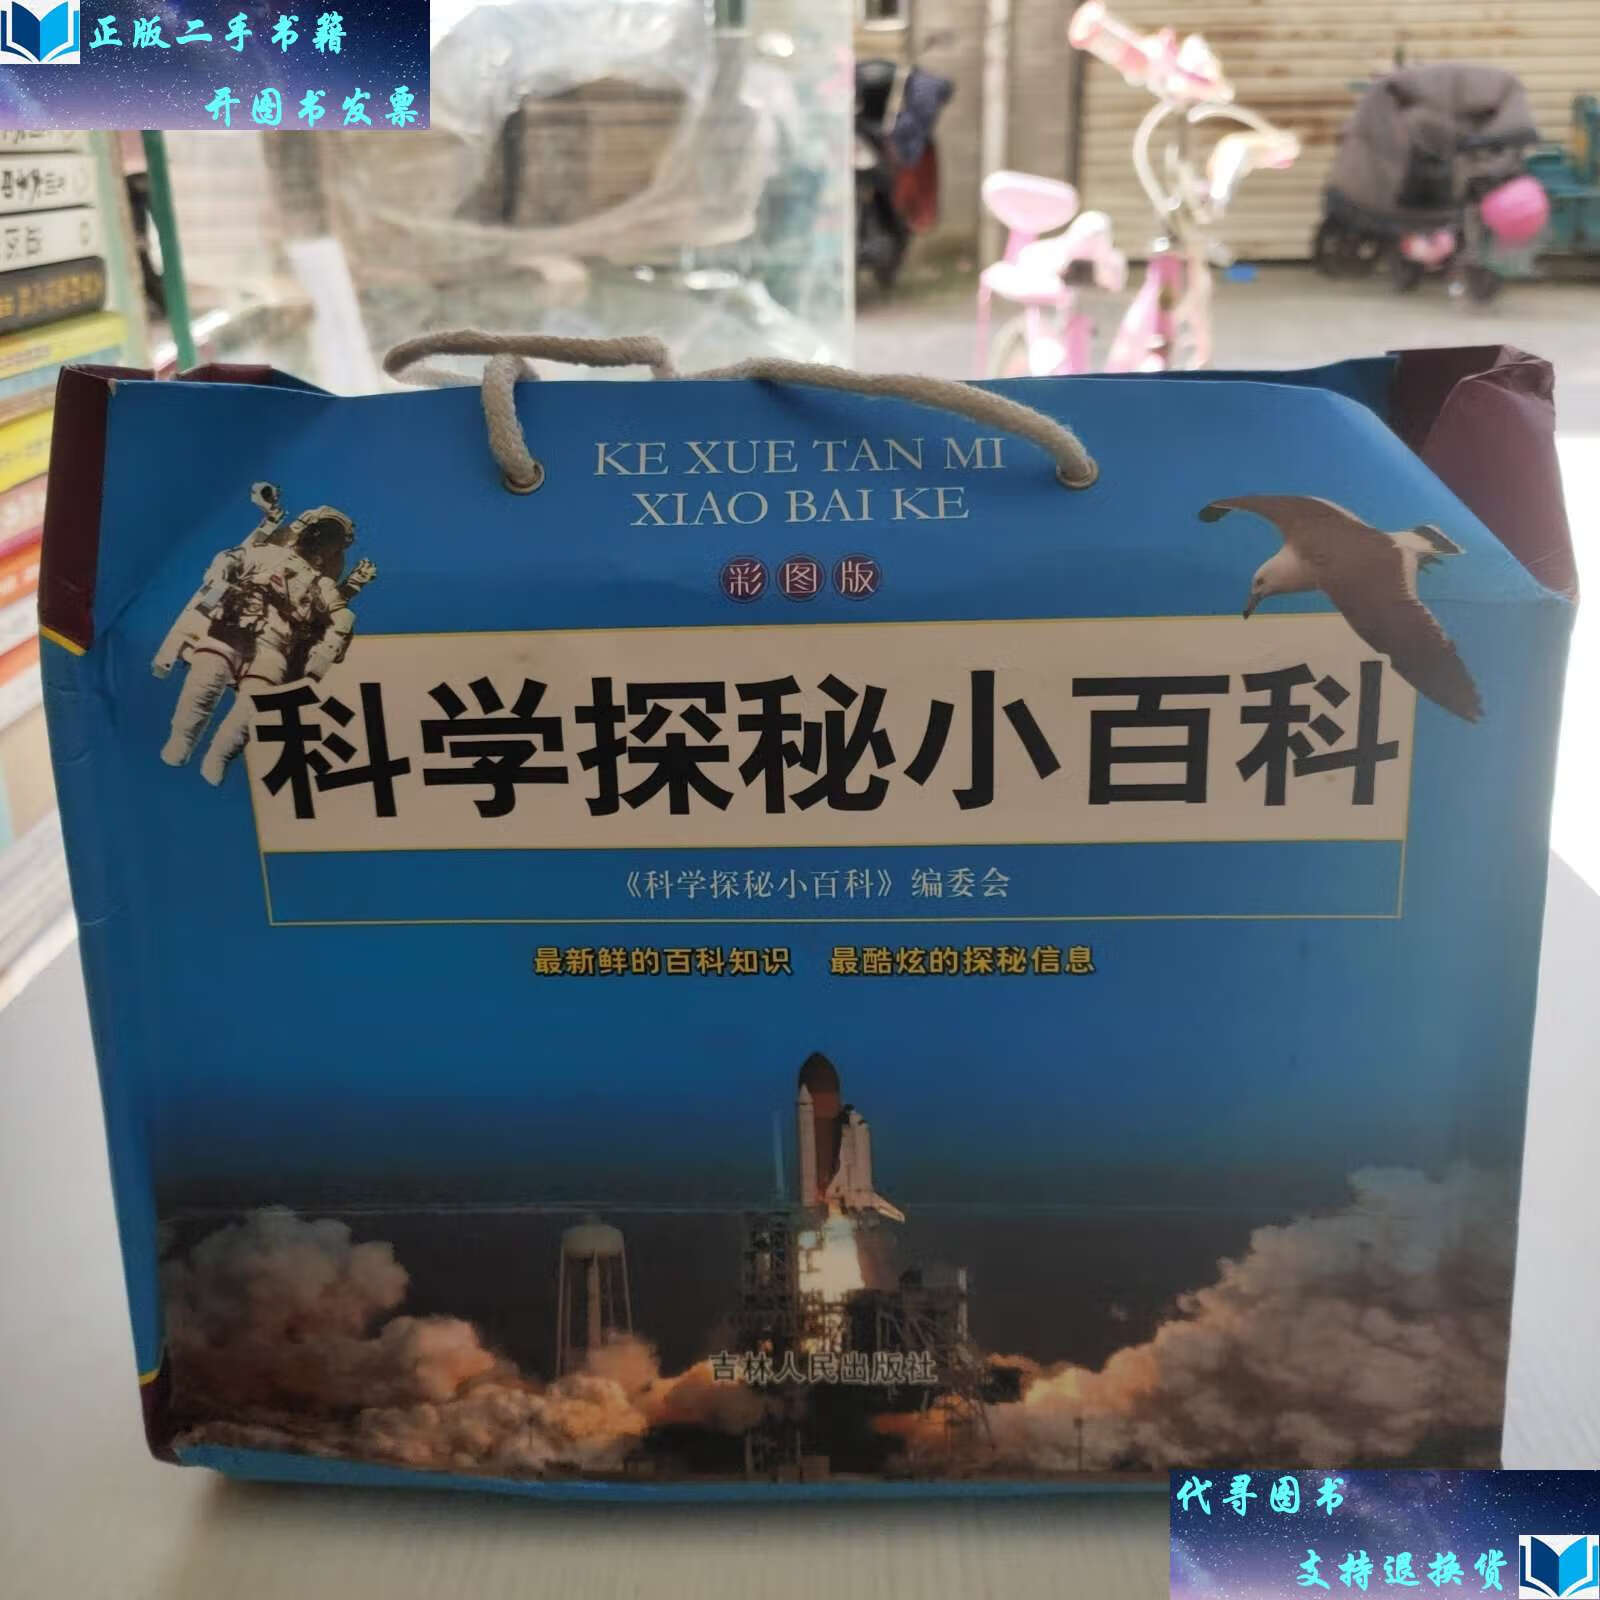 正版二手书籍
开图书发票
KE XUE TAN MI
XIAO BAI KE
彩图版
科学探秘小百科
《科学探秘小百科》编委会
最新鲜的百科知识 最酷炫的探秘信息
吉林人民出版社
代寻图书
支持退换货